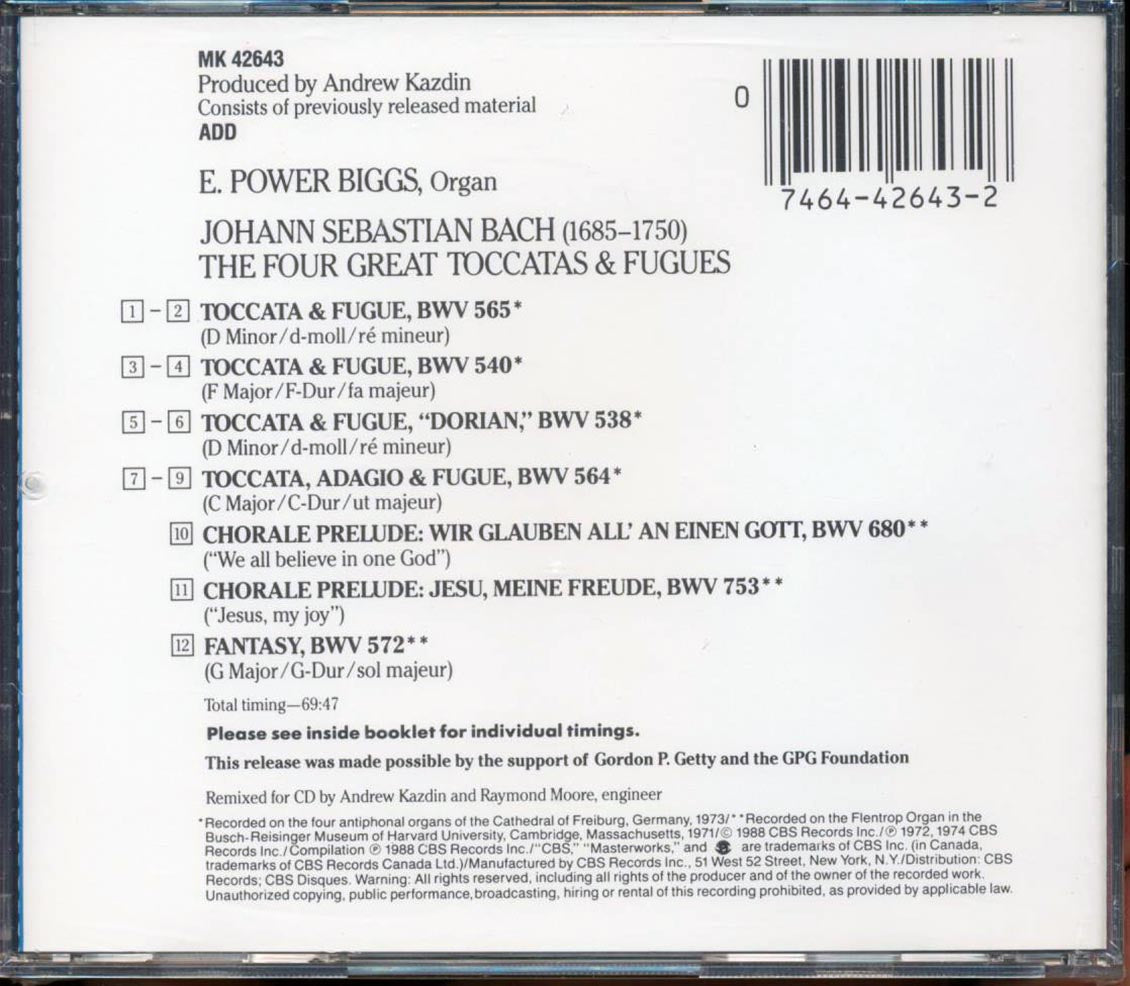 MK 42643
Produced by Andrew Kazdin
Consists of previously released material
ADD
0
7464-42643-2
E. POWER BIGGS, Organ
JOHANN SEBASTIAN BACH (1685–1750)
THE FOUR GREAT TOCCATAS & FUGUES
1 – 2 TOCCATA & FUGUE, BWV 565*
(D Minor/d-moll/ré mineur)
3 – 4 TOCCATA & FUGUE, BWV 540*
(F Major/F-Dur/fa majeur)
5 – 6 TOCCATA & FUGUE, “DORIAN,” BWV 538*
(D Minor/d-moll/ré mineur)
7 – 9 TOCCATA, ADAGIO & FUGUE, BWV 564*
(C Major/C-Dur/ut majeur)
10 CHORALE PRELUDE: WIR GLAUBEN ALL’ AN EINEN GOTT, BWV 680**
(“We all believe in one God”)
11 CHORALE PRELUDE: JESU, MEINE FREUDE, BWV 753**
(“Jesus, my joy”)
12 FANTASY, BWV 572**
(G Major/G-Dur/sol majeur)
Total timing—69:47
Please see inside booklet for individual timings.
This release was made possible by the support of Gordon P. Getty and the GPG Foundation
Remixed for CD by Andrew Kazdin and Raymond Moore, engineer
*Recorded on the four antiphonal organs of the Cathedral of Freiburg, Germany, 1973/**Recorded on the Flentrop Organ in the
Busch-Reisinger Museum of Harvard University, Cambridge, Massachusetts, 1971/© 1988 CBS Records Inc./℗ 1972, 1974 CBS
Records Inc./Compilation ℗ 1988 CBS Records Inc./“CBS,” “Masterworks,” and are trademarks of CBS Inc. (in Canada,
trademarks of CBS Records Canada Ltd.)/Manufactured by CBS Records Inc., 51 West 52 Street, New York, N.Y./Distribution: CBS
Records; CBS Disques. Warning: All rights reserved, including all rights of the producer and of the owner of the recorded work.
Unauthorized copying, public performance, broadcasting, hiring or rental of this recording prohibited, as provided by applicable law.